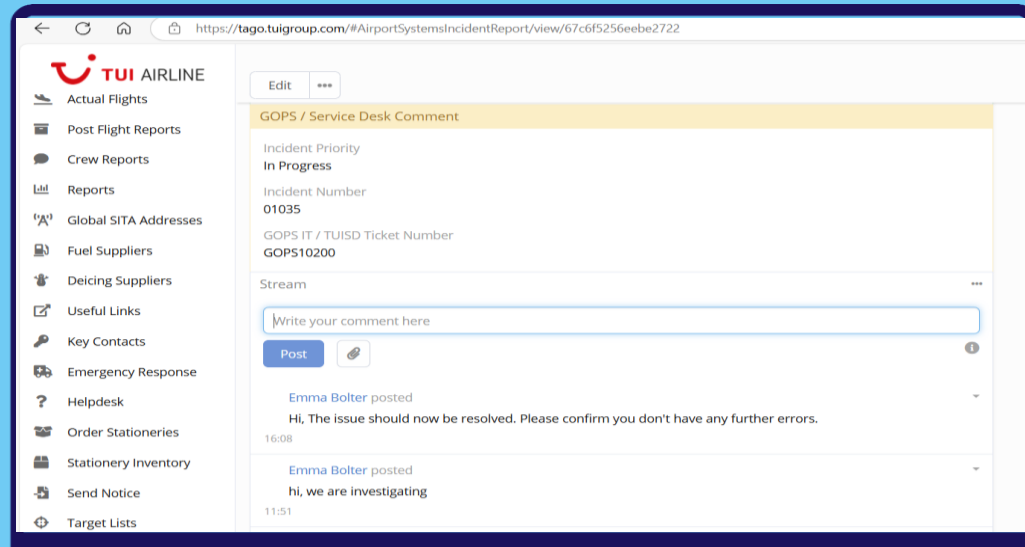 https://tago.tuigroup.com/#AirportSystemsIncidentReport/view/67c6f5256eebe2722
TUI AIRLINE
Actual Flights
Post Flight Reports
Crew Reports
Reports
Global SITA Addresses
Fuel Suppliers
Deicing Suppliers
Useful Links
Key Contacts
Emergency Response
Helpdesk
Order Stationeries
Stationery Inventory
Send Notice
Target Lists
Edit
GOPS / Service Desk Comment
Incident Priority
In Progress
Incident Number
01035
GOPS IT / TUISD Ticket Number
GOPS10200
Stream
Write your comment here
Post
Emma Bolter posted
Hi, The issue should now be resolved. Please confirm you don't have any further errors.
16:08
Emma Bolter posted
hi, we are investigating
11:51